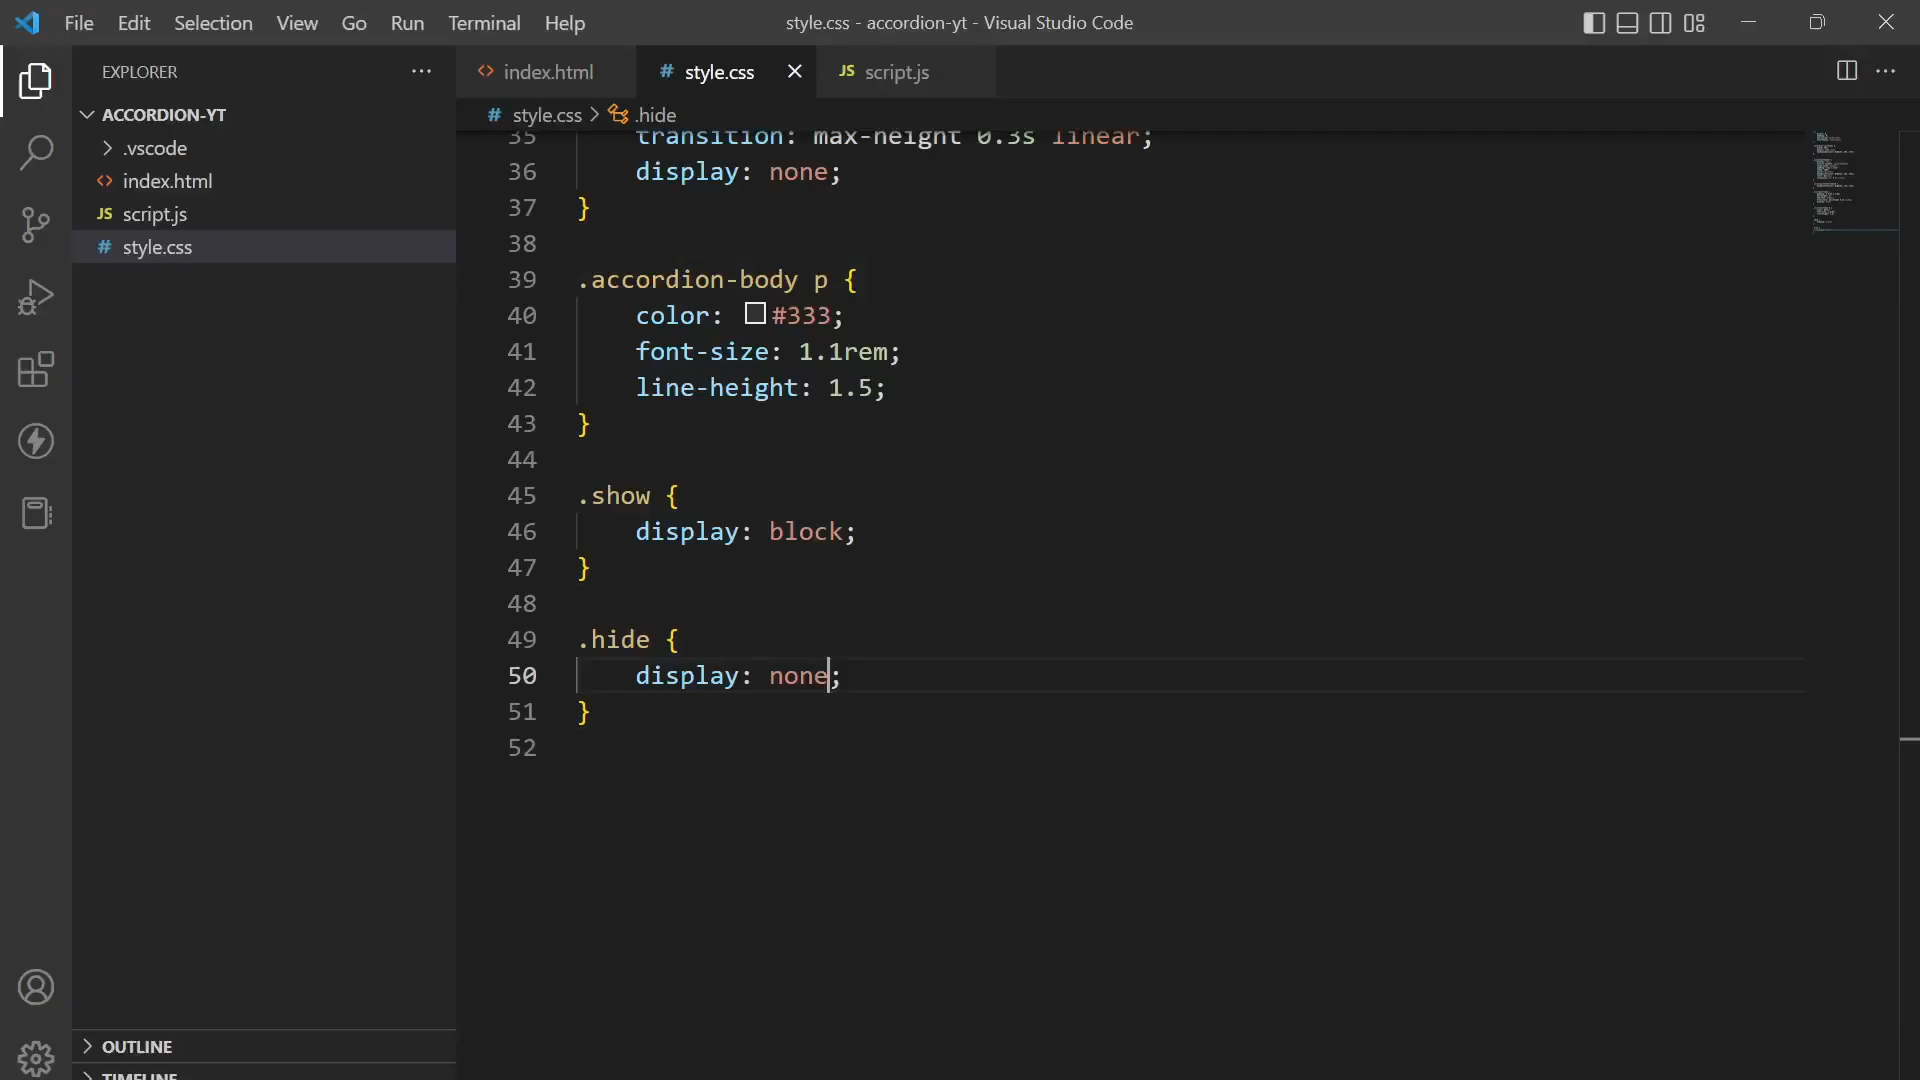 File Edit Selection View Go Run Terminal Help
style.css - accordion-yt - Visual Studio Code
EXPLORER
ACCORDION-YT
.vscode
index.html
JS script.js
# style.css
OUTLINE
TIMELINE
index.html
# style.css
JS script.js
# style.css > .hide
35 transition: max-height 0.3s linear;
36 display: none;
37 }
38
39 .accordion-body p {
40 color: #333;
41 font-size: 1.1rem;
42 line-height: 1.5;
43 }
44
45 .show {
46 display: block;
47 }
48
49 .hide {
50 display: none;
51 }
52